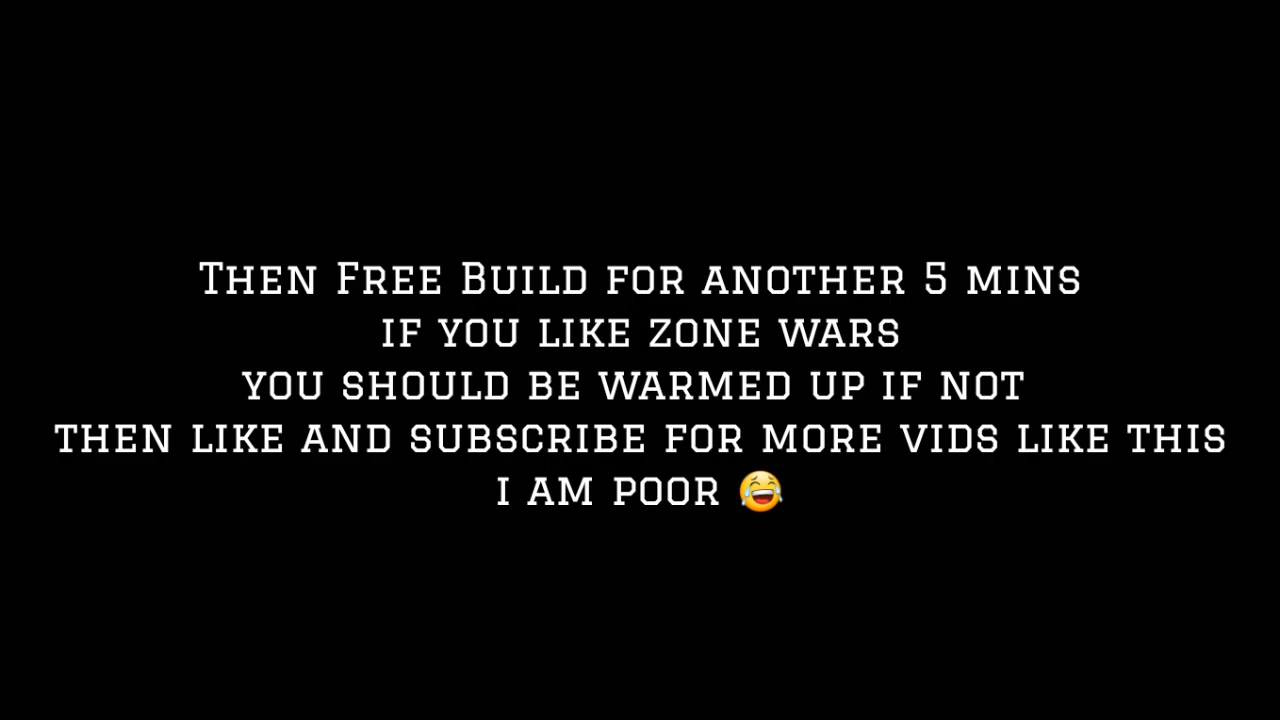 Then Free Build for another 5 mins
if you like zone wars
you should be warmed up if not
then like and subscribe for more vids like this
i am poor 😂